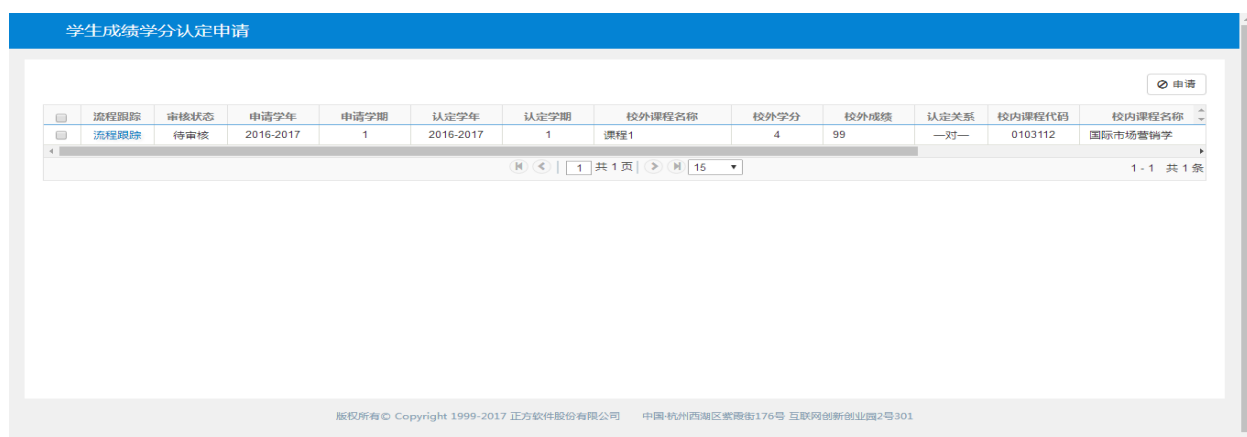 学生成绩学分认定申请
申请
流程跟踪 审核状态 申请学年 申请学期 认定学年 认定学期 校外课程名称 校外学分 校外成绩 认定关系 校内课程代码 校内课程名称
流程跟踪 待审核 2016-2017 1 2016-2017 1 课程1 4 99 一对一 0103112 国际市场营销学
1 共 1 页 15 1 - 1 共 1 条
版权所有© Copyright 1999-2017 正方软件股份有限公司 中国·杭州西湖区紫霞街176号 互联网创新创业园2号301